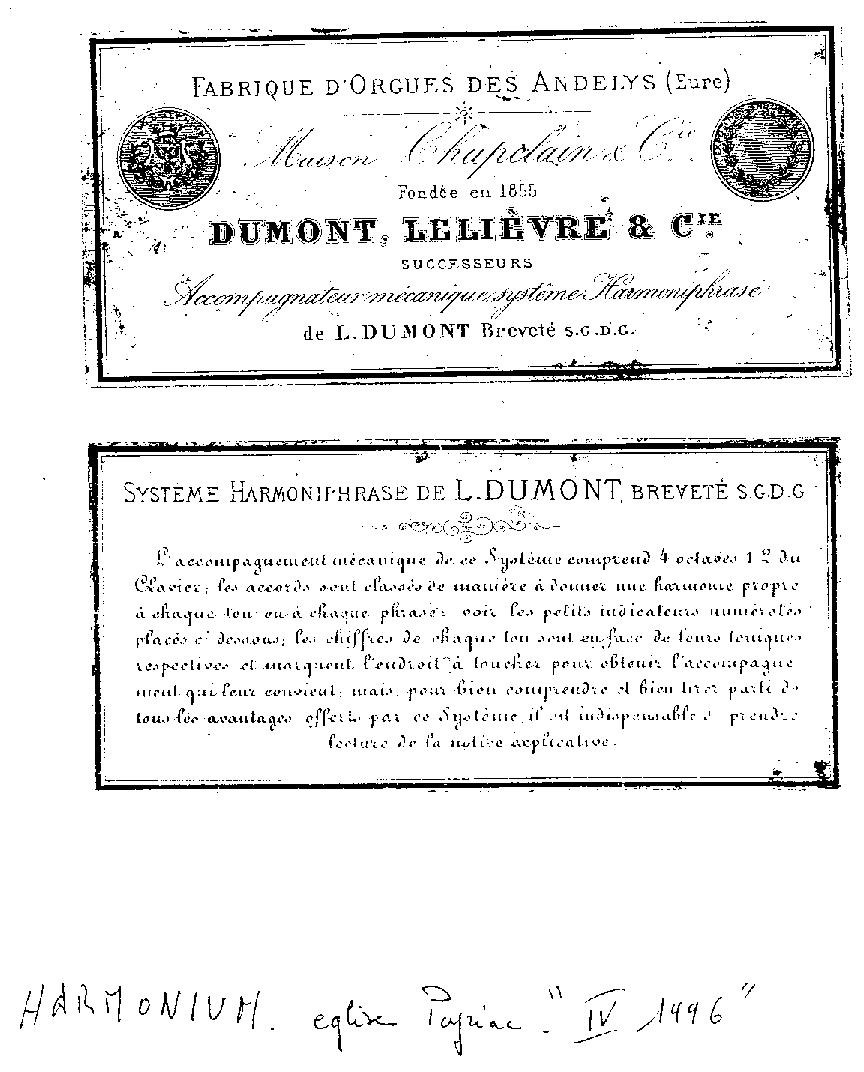 FABRIQUE D'ORGUES DES ANDELYS (Eure)
Maison Chapelain & Cie
Fondée en 1855
DUMONT, LELIÈVRE & CIE
SUCCESSEURS
Accompagnateur mécanique système Harmoniphrase
de L. DUMONT Breveté S.G.D.G.
SYSTÈME HARMONIPHRASE DE L. DUMONT, BREVETÉ S.G.D.G
L'accompagnement mécanique de ce Système comprend 4 octaves 1 2 du
Clavier; les accords sont classés de manière à donner une harmonie propre
à chaque ton ou à chaque phrase: voir les petits indicateurs numérotés
placés ci dessous; les chiffres de chaque ton sont en face de leurs toniques
respectives et marquent l'endroit à toucher pour obtenir l'accompagne
ment qui leur convient; mais, pour bien comprendre et bien tirer parti de
tous les avantages offerts par ce Système, il est indispensable d prendre
lecture de la notice explicative.
HARMONIUM. eglise " IV 1996 "